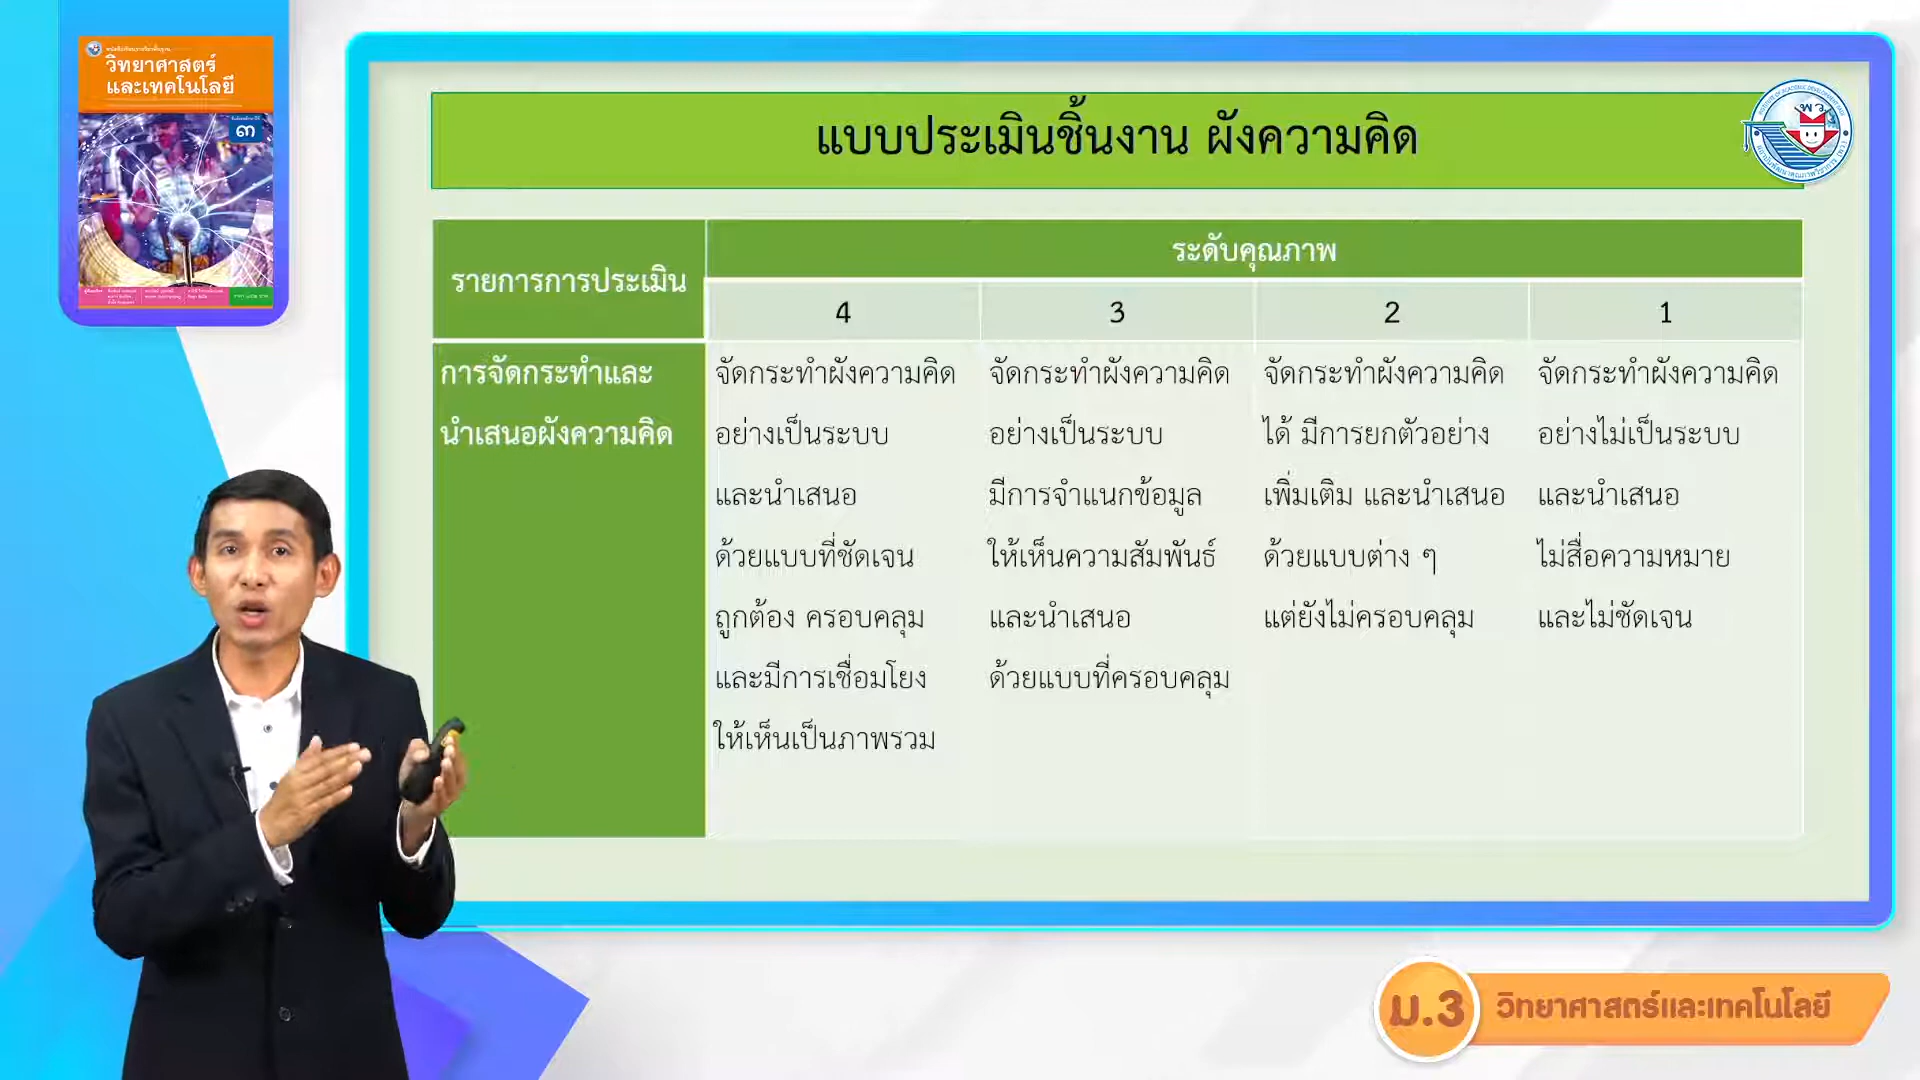 วิทยาศาสตร์
และเทคโนโลยี
๓
แบบประเมินชิ้นงาน ผังความคิด
พว.
รายการการประเมิน
ระดับคุณภาพ
4
3
2
1
การจัดกระทำและ
นำเสนอผังความคิด
จัดกระทำผังความคิด
อย่างเป็นระบบ
และนำเสนอ
ด้วยแบบที่ชัดเจน
ถูกต้อง ครอบคลุม
และมีการเชื่อมโยง
ให้เห็นเป็นภาพรวม
จัดกระทำผังความคิด
อย่างเป็นระบบ
มีการจำแนกข้อมูล
ให้เห็นความสัมพันธ์
และนำเสนอ
ด้วยแบบที่ครอบคลุม
จัดกระทำผังความคิด
ได้ มีการยกตัวอย่าง
เพิ่มเติม และนำเสนอ
ด้วยแบบต่าง ๆ
แต่ยังไม่ครอบคลุม
จัดกระทำผังความคิด
อย่างไม่เป็นระบบ
และนำเสนอ
ไม่สื่อความหมาย
และไม่ชัดเจน
ม.3
วิทยาศาสตร์และเทคโนโลยี